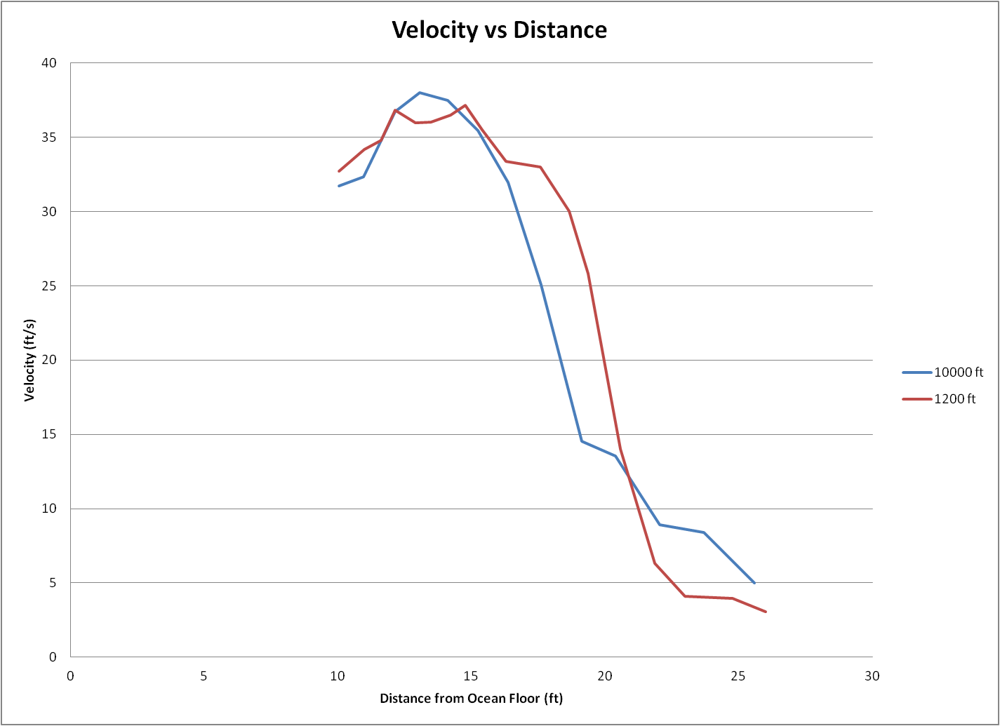 Velocity vs Distance
40
35
30
25
20
15
10
5
0
Velocity (ft/s)
0 5 10 15 20 25 30
Distance from Ocean Floor (ft)
10000 ft
1200 ft